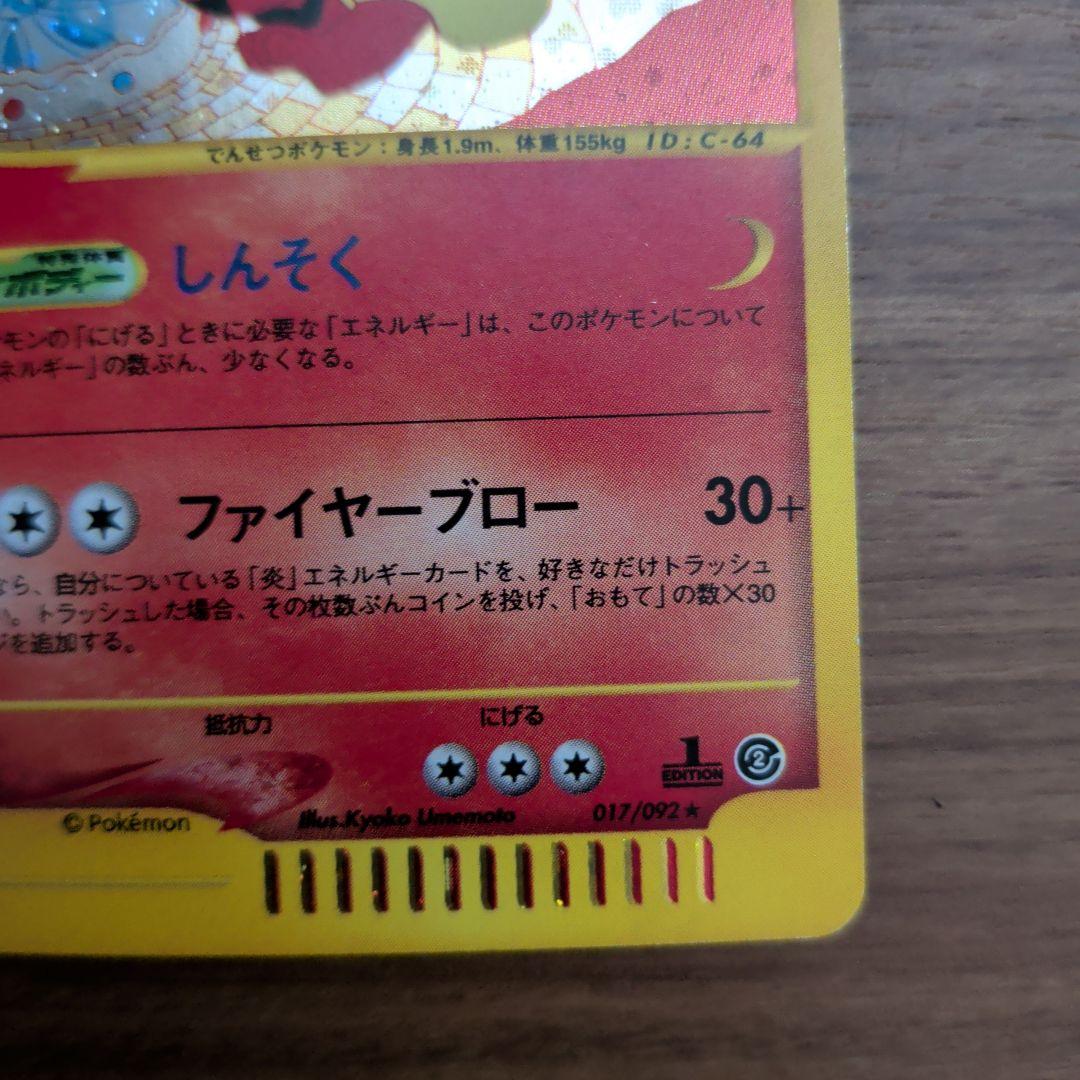 でんせつポケモン：身長1.9m、体重155kg ID:C-64
特殊体質
ボディー しんそく
モンの「にげる」ときに必要な「エネルギー」は、このポケモンについて
ネルギー」の数ぶん、少なくなる。
ファイヤーブロー 30+
なら、自分についている「炎」エネルギーカードを、好きなだけトラッシュ
い。トラッシュした場合、その枚数ぶんコインを投げ、「おもて」の数×30
ジを追加する。
抵抗力 にげる
1 EDITION 2
©Pokémon Illus.Kyoko Umemoto 017/092★